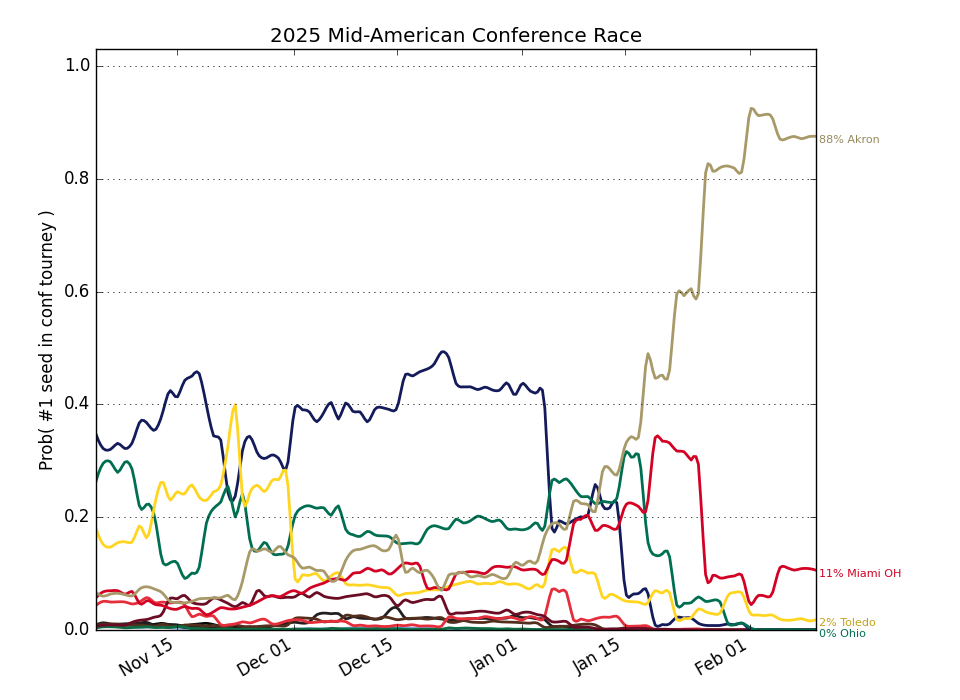 2025 Mid-American Conference Race
Prob( #1 seed in conf tourney )
1.0
0.8
0.6
0.4
0.2
0.0
Nov 15
Dec 01
Dec 15
Jan 01
Jan 15
Feb 01
88% Akron
11% Miami OH
2% Toledo
0% Ohio